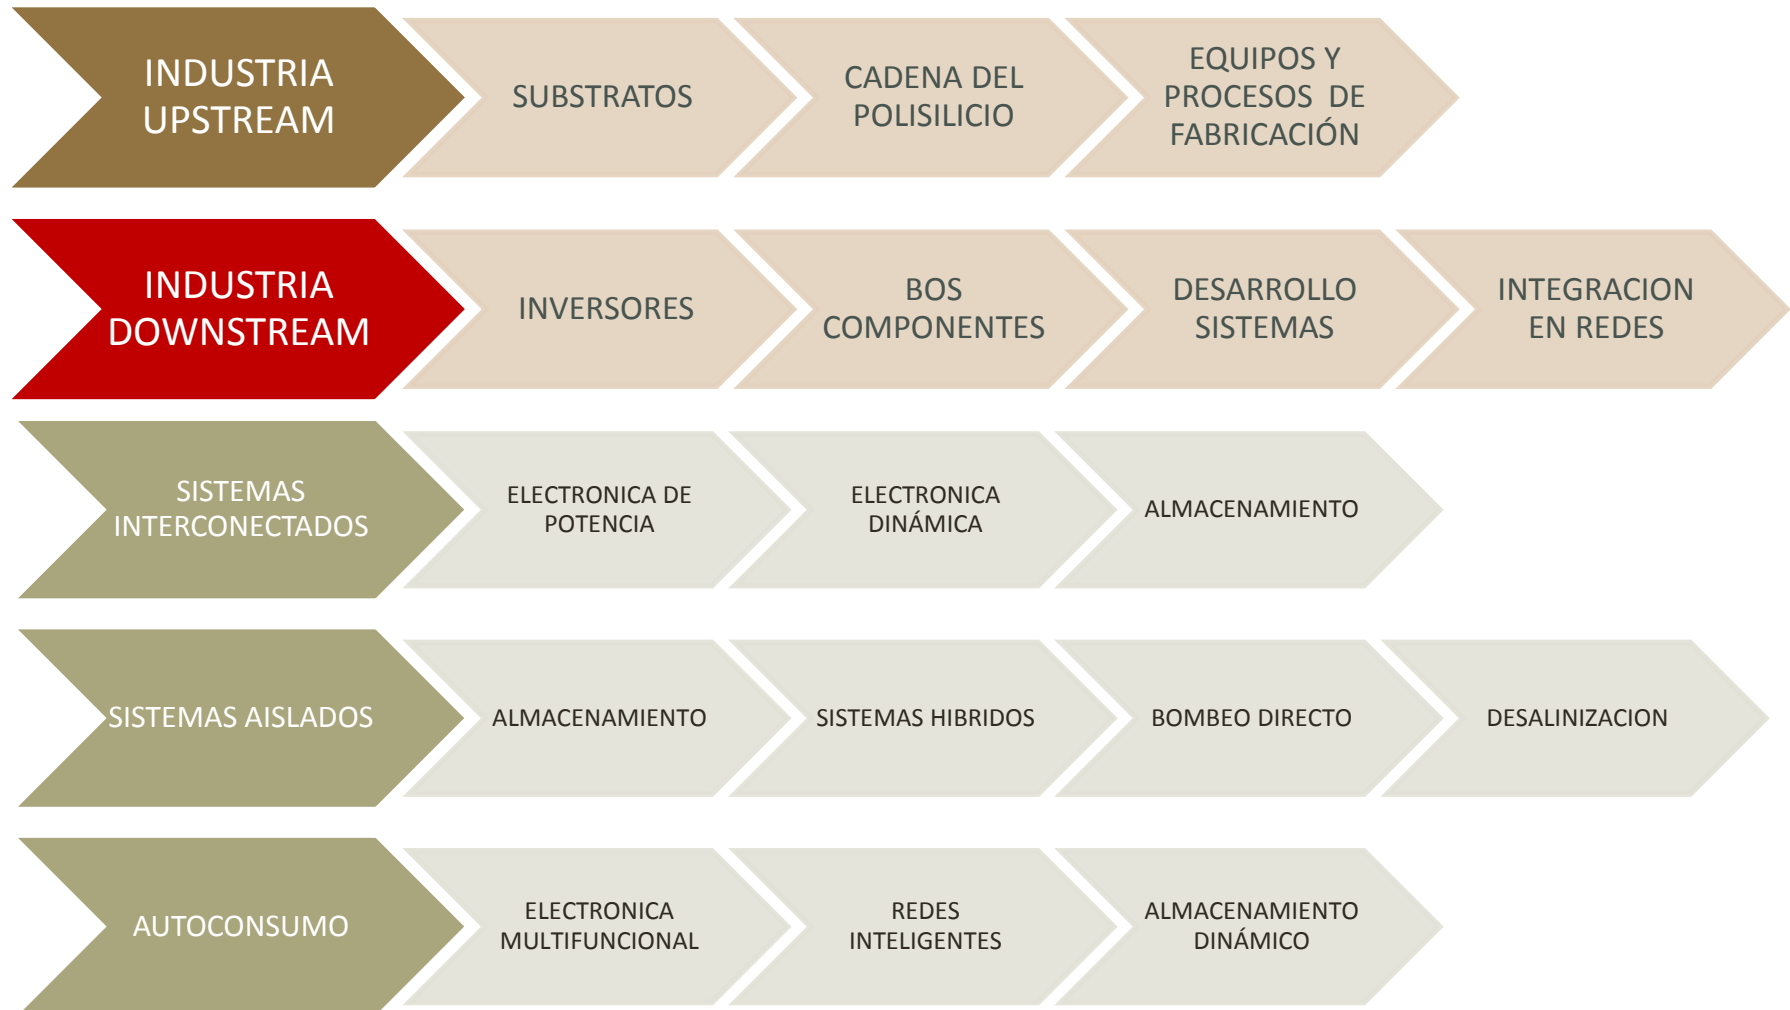 INDUSTRIA
UPSTREAM
SUBSTRATOS
CADENA DEL
POLISILICIO
EQUIPOS Y
PROCESOS DE
FABRICACIÓN
INDUSTRIA
DOWNSTREAM
INVERSORES
BOS
COMPONENTES
DESARROLLO
SISTEMAS
INTEGRACION
EN REDES
SISTEMAS
INTERCONECTADOS
ELECTRONICA DE
POTENCIA
ELECTRONICA
DINÁMICA
ALMACENAMIENTO
SISTEMAS AISLADOS
ALMACENAMIENTO
SISTEMAS HIBRIDOS
BOMBEO DIRECTO
DESALINIZACION
AUTOCONSUMO
ELECTRONICA
MULTIFUNCIONAL
REDES
INTELIGENTES
ALMACENAMIENTO
DINÁMICO